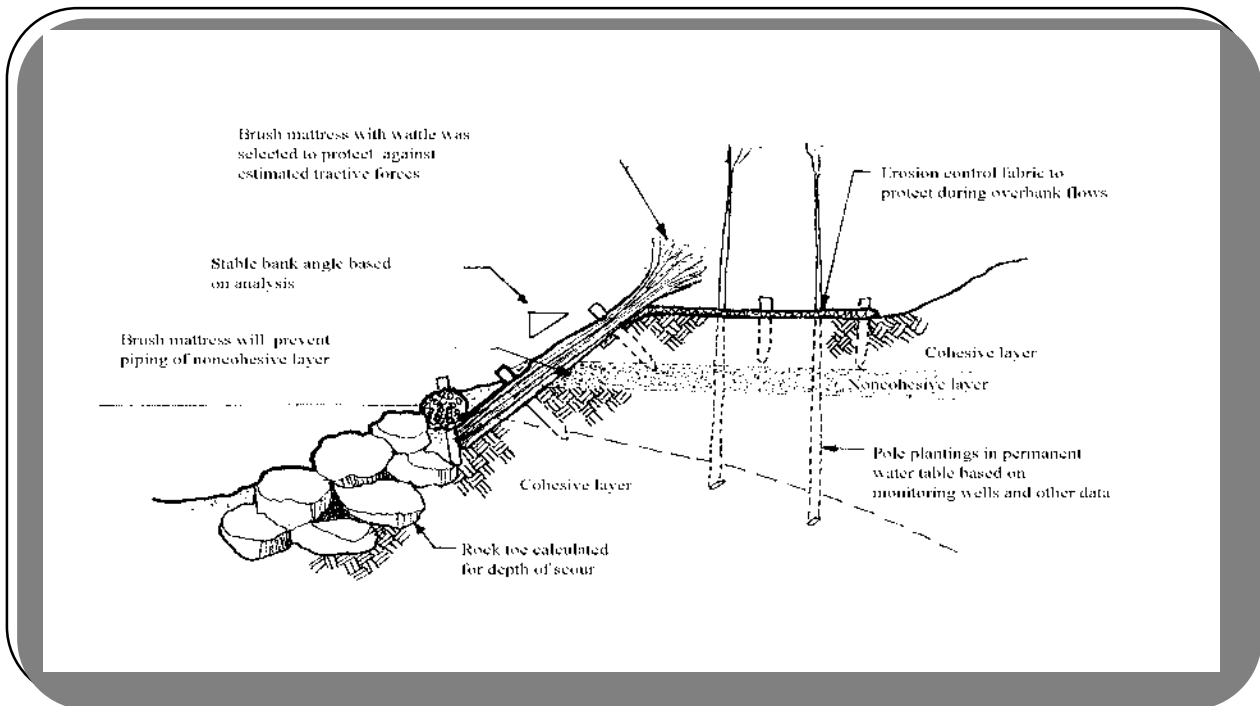 Brush mattress with wattle was
selected to protect against
estimated tractive forces
Erosion control fabric to
protect during overbank flows
Stable bank angle based
on analysis
Brush mattress will prevent
piping of noncohesive layer
Cohesive layer
Noncohesive layer
Pole plantings in permanent
water table based on
monitoring wells and other data
Cohesive layer
Rock toe calculated
for depth of scour